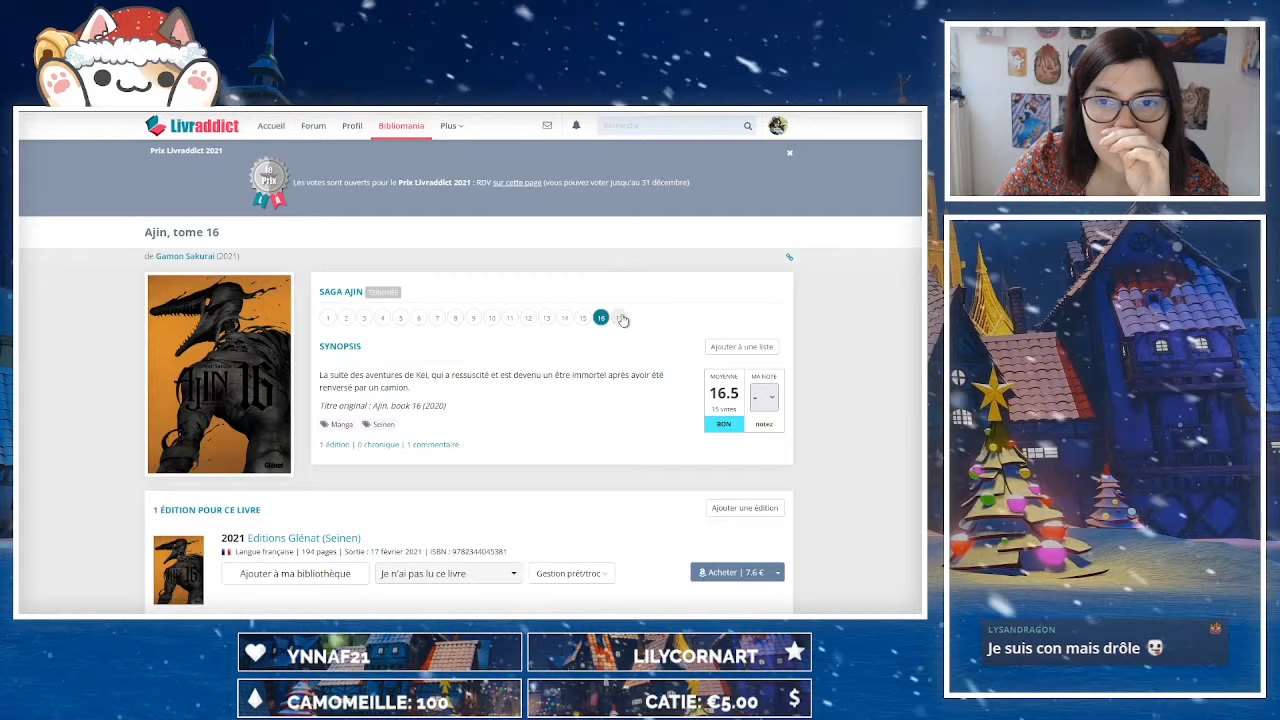 Livraddict
Accueil
Forum
Profil
Bibliomania
Plus
Recherche
Prix Livraddict 2021
Prix
Les votes sont ouverts pour le Prix Livraddict 2021 : RDV sur cette page (vous pouvez voter jusqu'au 31 décembre)
Ajin, tome 16
de Gamon Sakurai (2021)
AJIN 16
Glénat
SAGA AJIN TERMINÉE
1 2 3 4 5 6 7 8 9 10 11 12 13 14 15 16
SYNOPSIS
Ajouter à une liste
La suite des aventures de Kei, qui a ressuscité et est devenu un être immortel après avoir été
renversé par un camion.
Titre original : Ajin, book 16 (2020)
Manga
Seinen
1 édition | 0 chronique | 1 commentaire
MOYENNE
16.5
15 votes
BON
MA NOTE
-
notez
1 ÉDITION POUR CE LIVRE
Ajouter une édition
2021 Editions Glénat (Seinen)
Langue française | 194 pages | Sortie : 17 février 2021 | ISBN : 9782344045381
Ajouter à ma bibliothèque
Je n'ai pas lu ce livre
Gestion prêt/troc
Acheter | 7.6 €
YNNAF21
LILYCORNART
CAMOMEILLE: 100
CATIE: €5.00
LYSANDRAGON
Je suis con mais drôle